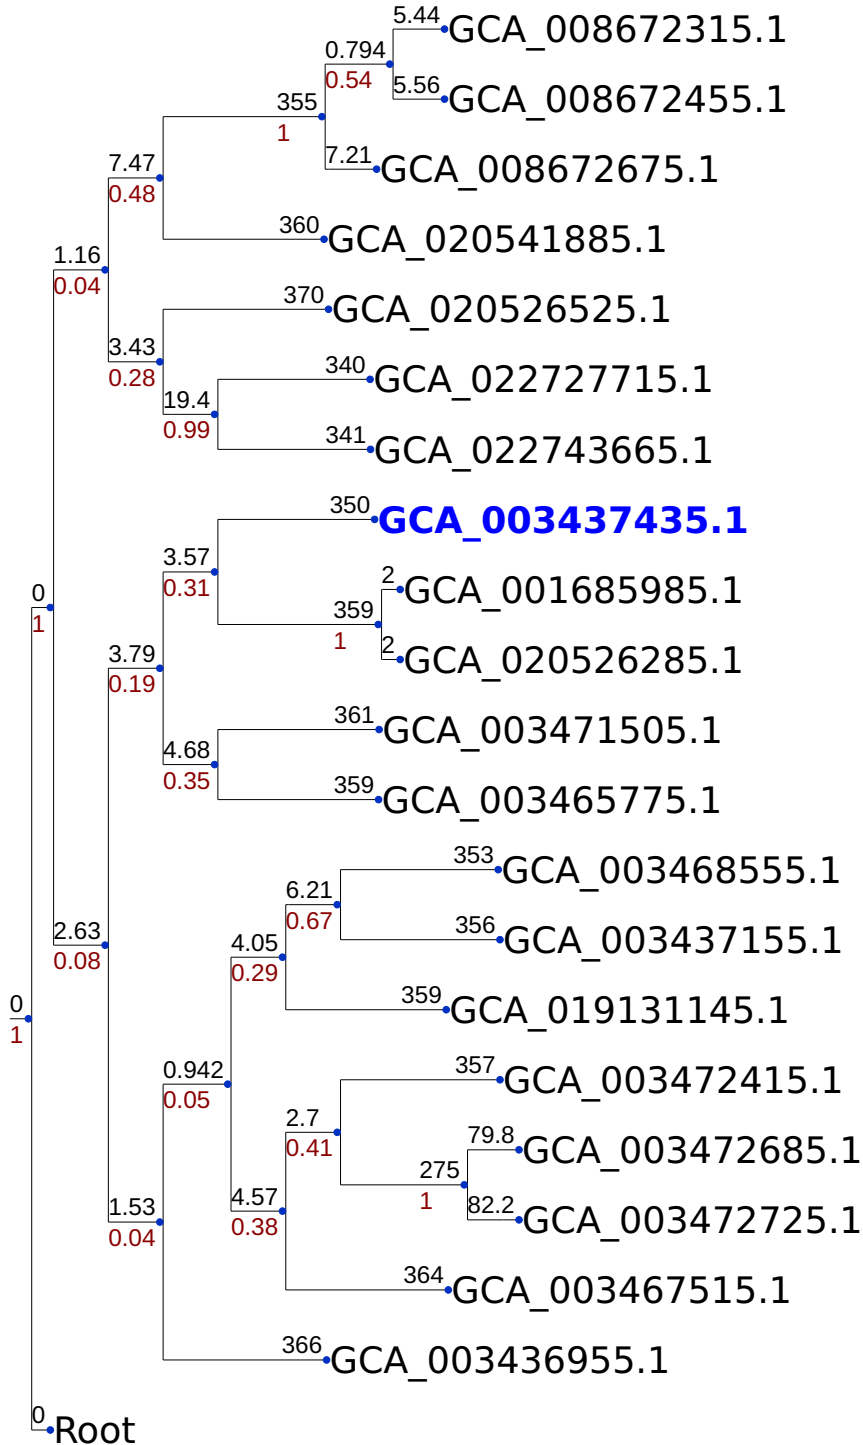 5.44
GCA_008672315.1
0.794
0.54
5.56
GCA_008672455.1
355
1
7.21
GCA_008672675.1
7.47
0.48
360
GCA_020541885.1
1.16
0.04
370
GCA_020526525.1
3.43
0.28
340
GCA_022727715.1
19.4
0.99
341
GCA_022743665.1
350
GCA_003437435.1
3.57
0.31
2
GCA_001685985.1
0
1
359
1
2
GCA_020526285.1
3.79
0.19
361
GCA_003471505.1
4.68
0.35
359
GCA_003465775.1
353
GCA_003468555.1
6.21
0.67
356
GCA_003437155.1
2.63
0.08
4.05
0.29
359
GCA_019131145.1
0
1
0.942
0.05
357
GCA_003472415.1
2.7
0.41
79.8
GCA_003472685.1
275
1
82.2
GCA_003472725.1
1.53
0.04
4.57
0.38
364
GCA_003467515.1
366
GCA_003436955.1
0
Root